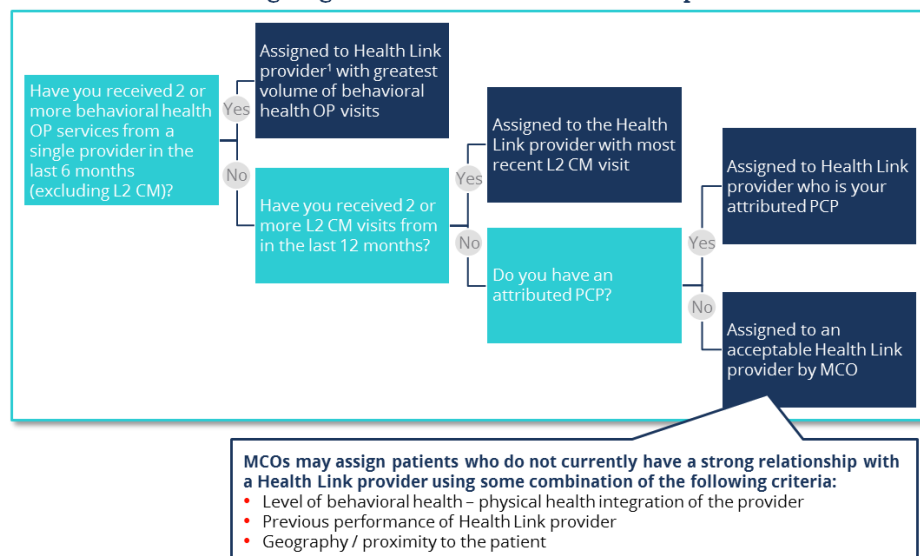 Have you received 2 or
more behavioral health
OP services from a
single provider in the
last 6 months
(excluding L2 CM)?
Yes
No
Assigned to Health Link
provider¹ with greatest
volume of behavioral
health OP visits
Have you received 2 or
more L2 CM visits from
in the last 12 months?
Yes
No
Assigned to the Health
Link provider with most
recent L2 CM visit
Do you have an
attributed PCP?
Yes
No
Assigned to Health Link
provider who is your
attributed PCP
Assigned to an
acceptable Health Link
provider by MCO
MCOs may assign patients who do not currently have a strong relationship with
a Health Link provider using some combination of the following criteria:
• Level of behavioral health – physical health integration of the provider
• Previous performance of Health Link provider
• Geography / proximity to the patient